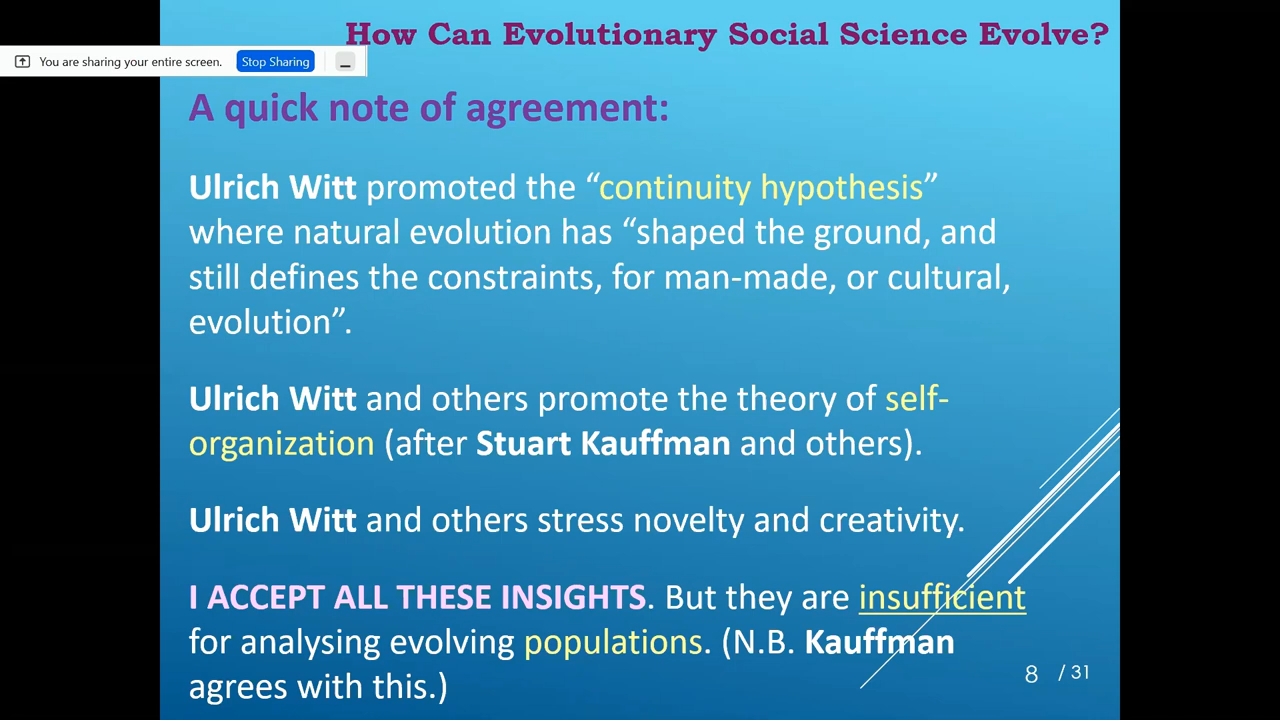 How Can Evolutionary Social Science Evolve?
You are sharing your entire screen. Stop Sharing
A quick note of agreement:
Ulrich Witt promoted the “continuity hypothesis”
where natural evolution has “shaped the ground, and
still defines the constraints, for man-made, or cultural,
evolution”.
Ulrich Witt and others promote the theory of self-
organization (after Stuart Kauffman and others).
Ulrich Witt and others stress novelty and creativity.
I ACCEPT ALL THESE INSIGHTS. But they are insufficient
for analysing evolving populations. (N.B. Kauffman
agrees with this.)
8 / 31